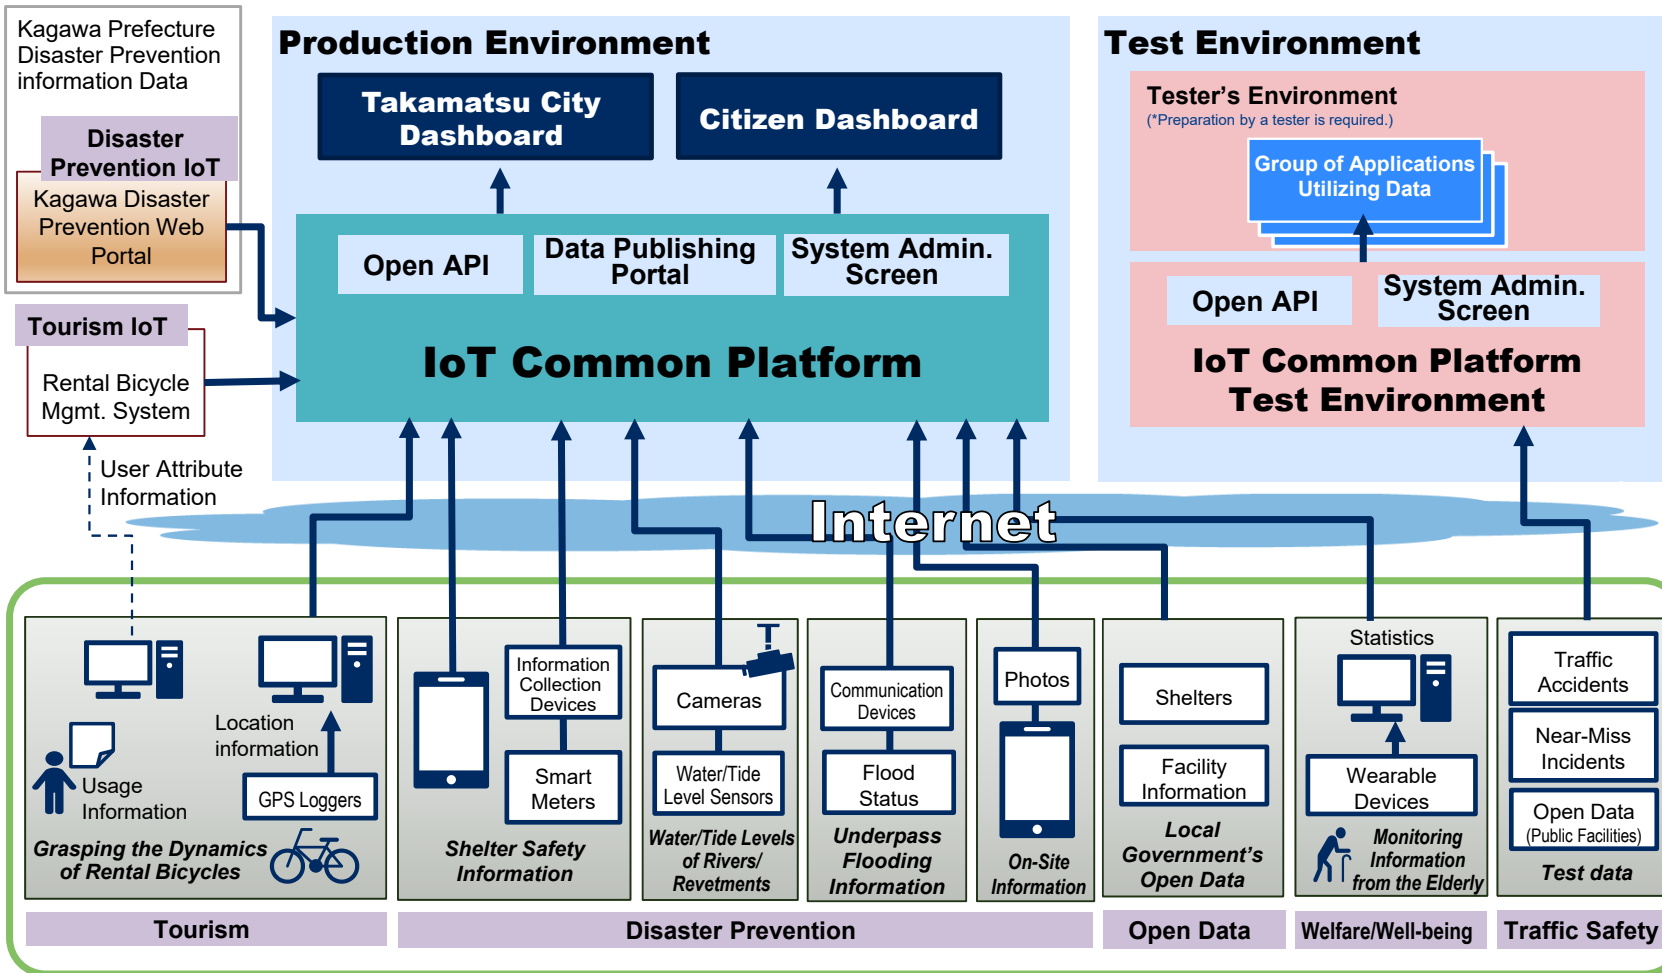 Kagawa Prefecture
Disaster Prevention
information Data
Disaster
Prevention IoT
Kagawa Disaster
Prevention Web
Portal
Tourism IoT
Rental Bicycle
Mgmt. System
User Attribute
Information
Production Environment
Takamatsu City
Dashboard
Citizen Dashboard
Open API
Data Publishing
Portal
System Admin.
Screen
IoT Common Platform
Test Environment
Tester's Environment
(*Preparation by a tester is required.)
Group of Applications
Utilizing Data
Open API
System Admin.
Screen
IoT Common Platform
Test Environment
Internet
Location
information
Usage
Information
GPS Loggers
Grasping the Dynamics
of Rental Bicycles
Information
Collection
Devices
Smart
Meters
Shelter Safety
Information
Cameras
Water/Tide
Level Sensors
Water/Tide Levels
of Rivers/
Revetments
Communication
Devices
Flood
Status
Underpass
Flooding
Information
Photos
On-Site
Information
Shelters
Facility
Information
Local
Government's
Open Data
Statistics
Wearable
Devices
Monitoring
Information
from the Elderly
Traffic
Accidents
Near-Miss
Incidents
Open Data
(Public Facilities)
Test data
Tourism
Disaster Prevention
Open Data
Welfare/Well-being
Traffic Safety